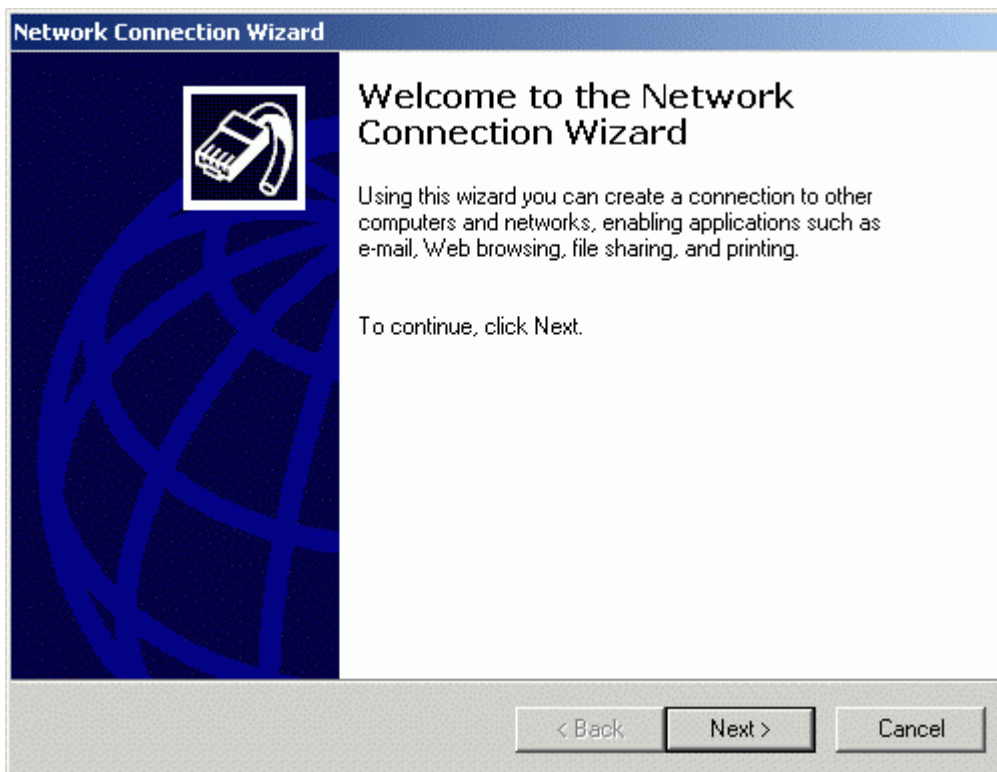 Network Connection Wizard
Welcome to the Network
Connection Wizard
Using this wizard you can create a connection to other
computers and networks, enabling applications such as
e-mail, Web browsing, file sharing, and printing.
To continue, click Next.
< Back
Next >
Cancel